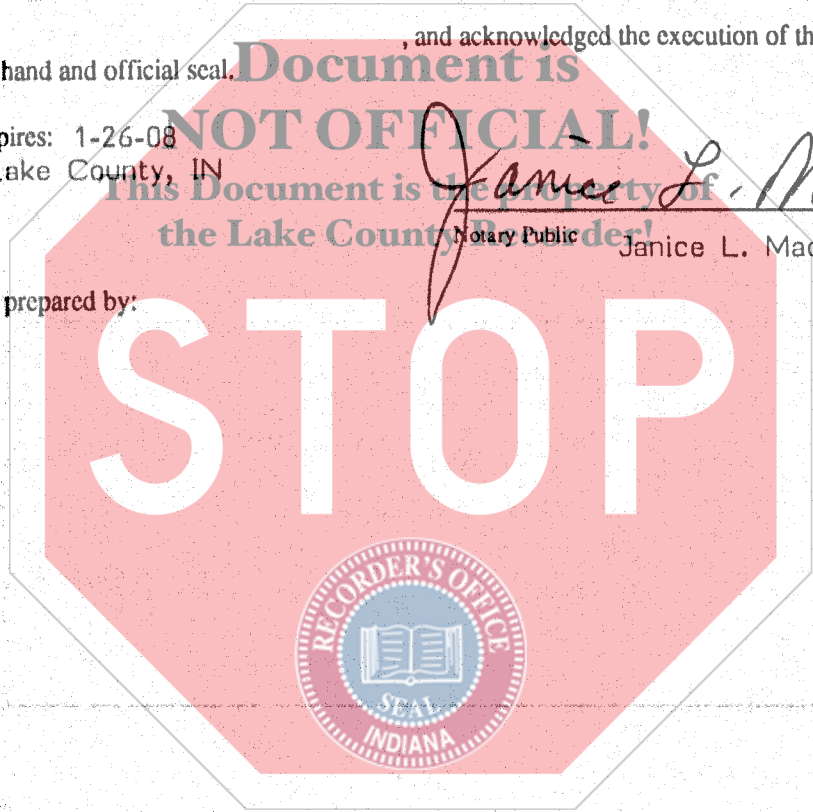 , and acknowledged the execution of th
hand and official seal.
Document is
NOT OFFICIAL!
This Document is the property of
the Lake County Recorder!
pires: 1-26-08
ake County, IN
Janice L. M
Notary Public
Janice L. Mac
prepared by:
STOP
RECORDER'S OFFICE
SEAL
INDIANA